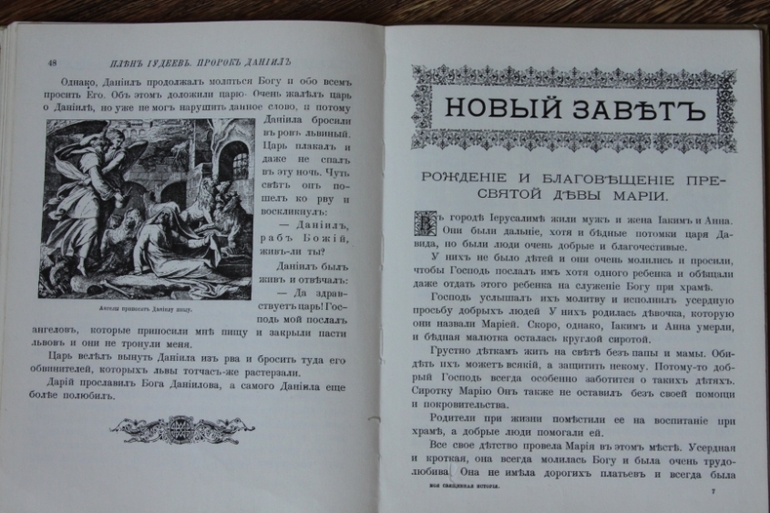 48
ПЛѢНЪ ІУДЕЕВЪ. ПРОРОКЪ ДАНІИЛЪ
Однако, Даніилъ продолжалъ молиться Богу и обо всемъ
просить Его. Объ этомъ доложили царю. Очень жалѣлъ царь
о Даніилѣ, но уже не могъ нарушить данное слово, и потому
Даніила бросили
въ ровъ львиный.
Царь плакалъ и
даже не спалъ
въ эту ночь. Чуть
свѣтъ онъ по-
шелъ ко рву и
воскликнулъ:
— Даніилъ,
рабъ Божій,
живъ-ли ты?
Даніилъ былъ
живъ и отвѣчалъ:
— Да здрав-
ствуетъ царь! Гос-
подь мой послалъ
Ангелы приносятъ Даніилу пищу.
ангеловъ, которые приносили мнѣ пищу и закрыли пасти
львовъ и они не тронули меня.
Царь велѣлъ вынуть Даніила изъ рва и бросить туда его
обвинителей, которыхъ львы тотчасъ-же растерзали.
Дарій прославилъ Бога Даніилова, а самого Даніила еще
болѣе полюбилъ.
НОВЫЙ ЗАВѢТЪ
РОЖДЕНІЕ И БЛАГОВѢЩЕНІЕ ПРЕ-
СВЯТОЙ ДѢВЫ МАРІИ.
Въ городѣ Іерусалимѣ жили мужъ и жена Іакимъ и Анна.
Они были дальніе, хотя и бѣдные потомки царя Да-
вида, но были люди очень добрые и благочестивые.
У нихъ не было дѣтей и они очень молились и просили,
чтобы Господь послалъ имъ хотя одного ребенка и обѣщали
даже отдать этого ребенка на служеніе Богу при храмѣ.
Господь услышалъ ихъ молитву и исполнилъ усердную
просьбу добрыхъ людей У нихъ родилась дѣвочка, которую
они назвали Маріей. Скоро, однако, Іакимъ и Анна умерли,
и бѣдная малютка осталась круглой сиротой.
Грустно дѣткамъ жить на свѣтѣ безъ папы и мамы. Оби-
дѣть ихъ можетъ всякій, а защитить некому. Потому-то доб-
рый Господь всегда особенно заботится о такихъ дѣтяхъ.
Сиротку Марію Онъ также не оставилъ безъ своей помощи
и покровительства.
Родители при жизни помѣстили ее на воспитаніе при
храмѣ, а добрые люди помогали ей.
Все свое дѣтство провела Марія въ этомъ мѣстѣ. Усердная
и кроткая, она всегда молилась Богу и была очень трудо-
любива. Она не имѣла дорогихъ платьевъ и всегда была
МОЯ СВЯЩЕННАЯ ИСТОРІЯ.
7